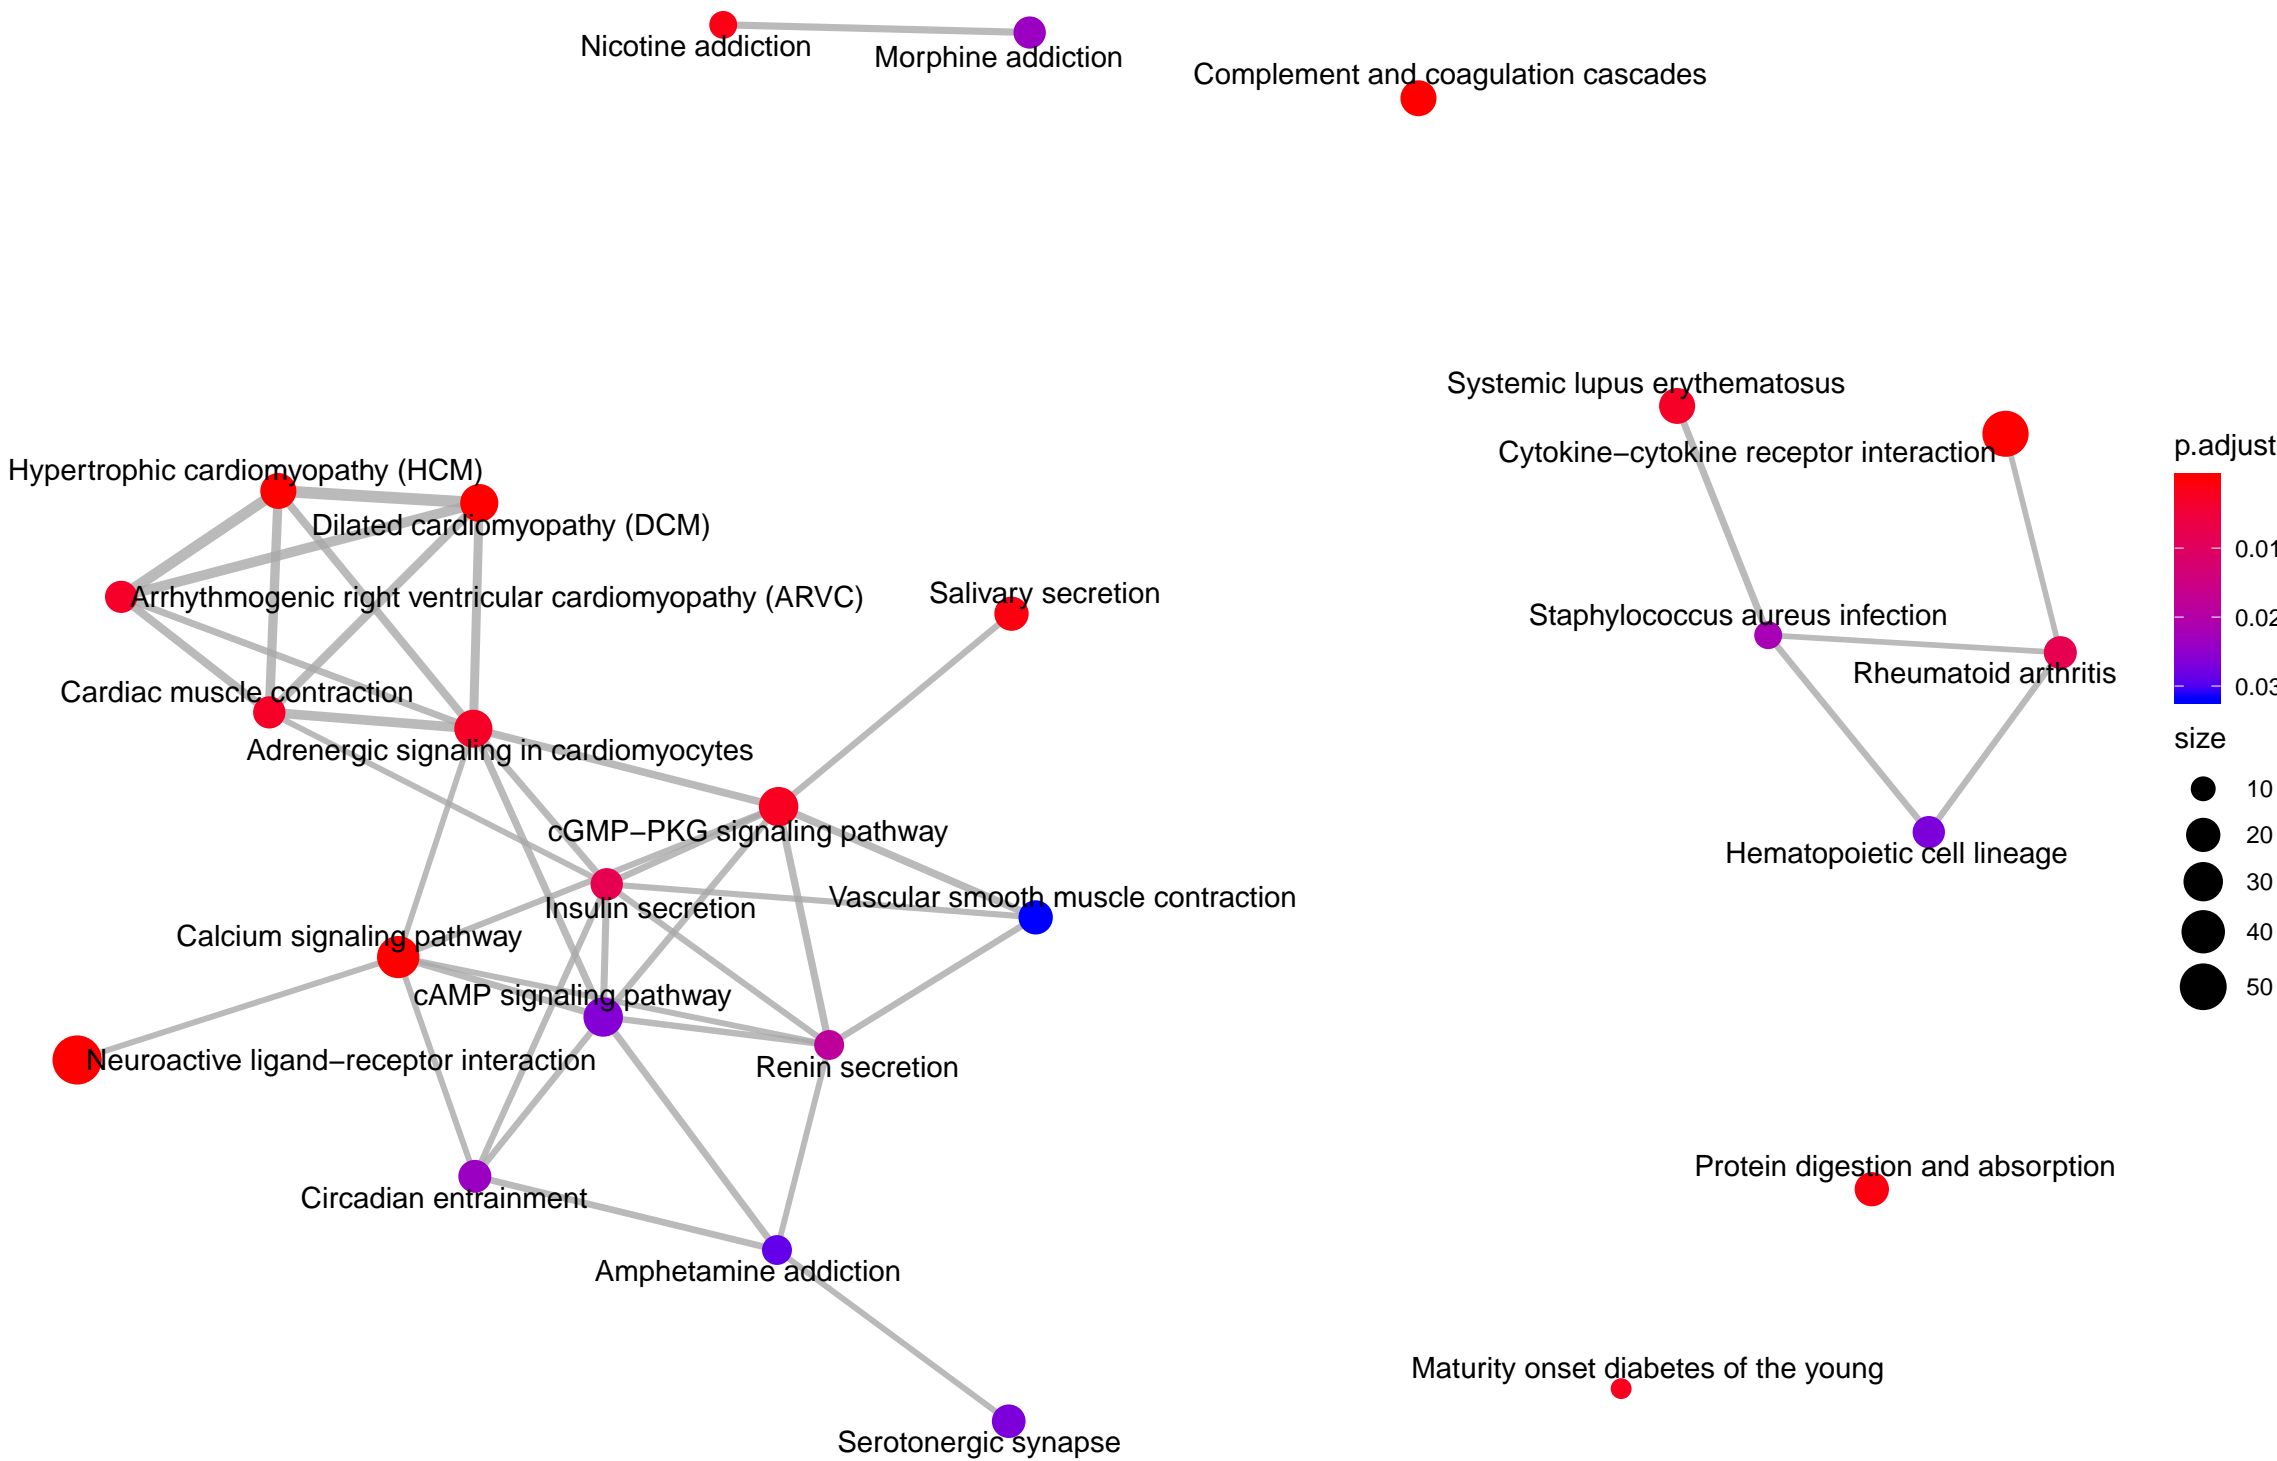 Nicotine addiction
Morphine addiction
Complement and coagulation cascades
Systemic lupus erythematosus
Cytokine−cytokine receptor interaction
Hypertrophic cardiomyopathy (HCM)
Dilated cardiomyopathy (DCM)
Arrhythmogenic right ventricular cardiomyopathy (ARVC)
Salivary secretion
Staphylococcus aureus infection
Rheumatoid arthritis
Cardiac muscle contraction
Adrenergic signaling in cardiomyocytes
cGMP−PKG signaling pathway
Hematopoietic cell lineage
Vascular smooth muscle contraction
Insulin secretion
Calcium signaling pathway
cAMP signaling pathway
Neuroactive ligand−receptor interaction
Renin secretion
Protein digestion and absorption
Circadian entrainment
Amphetamine addiction
Maturity onset diabetes of the young
Serotonergic synapse
p.adjust
0.01
0.02
0.03
size
10
20
30
40
50